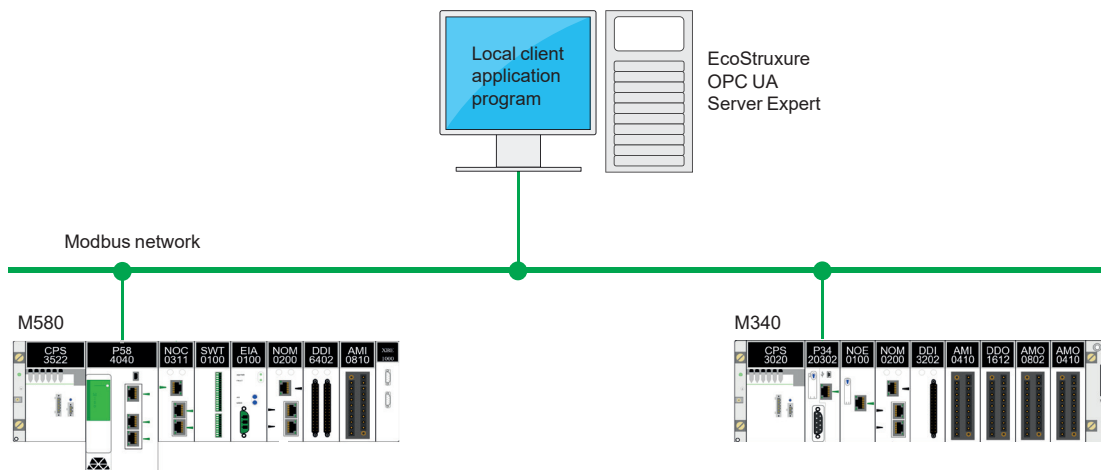 Local client
application
program
EcoStruxure
OPC UA
Server Expert
Modbus network
M580
CPS
3522
P58
4040
NOC
0311
SWT
0100
EIA
0100
NOM
0200
DDI
6402
AMI
0810
XBE
1000
M340
CPS
3020
P34
20302
NOE
0100
NOM
0200
DDI
3202
AMI
0410
DDO
1612
AMO
0802
AMO
0410